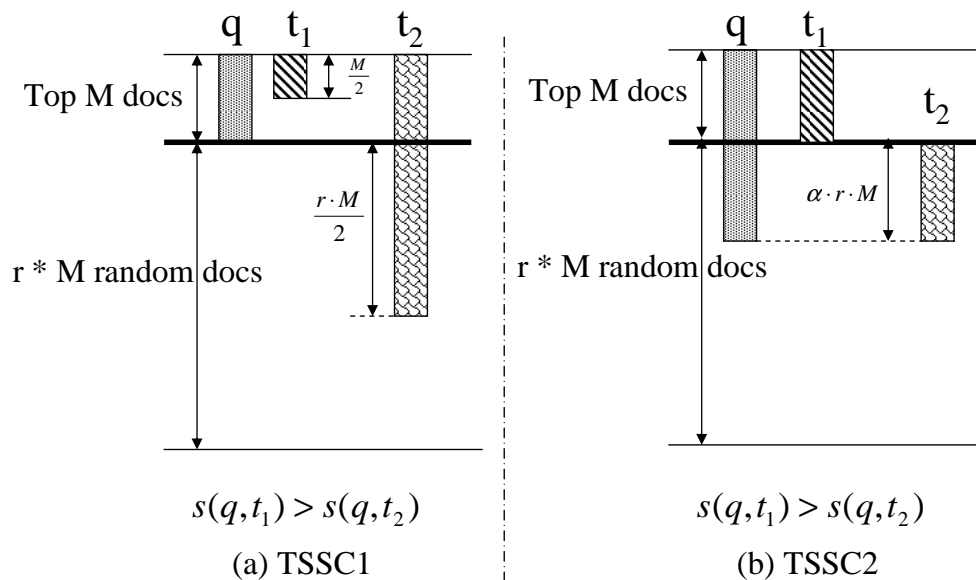 q t₁ t₂
Top M docs
M/2
r · M/2
r * M random docs
s(q,t₁) > s(q,t₂)
(a) TSSC1
q t₁
Top M docs
t₂
α · r · M
r * M random docs
s(q,t₁) > s(q,t₂)
(b) TSSC2